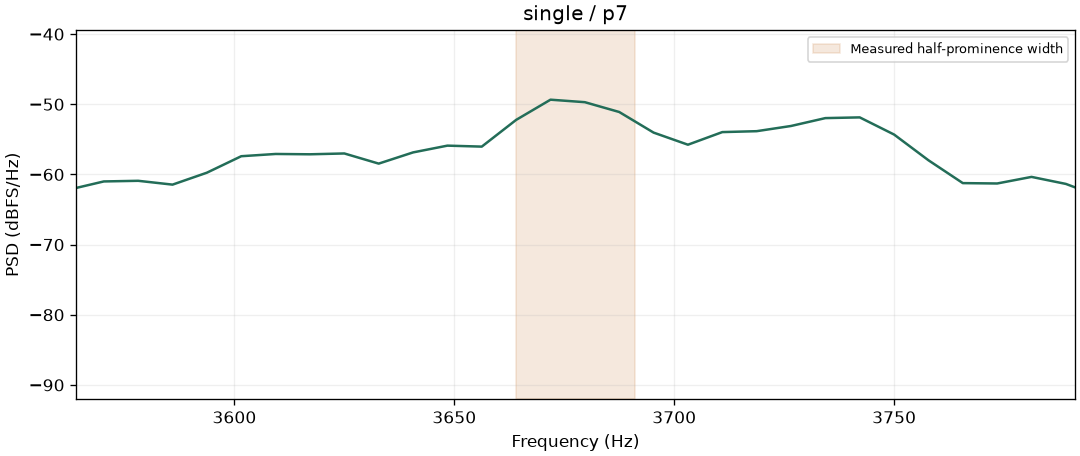 single / p7
Measured half-prominence width
PSD (dBFS/Hz)
−40
−50
−60
−70
−80
−90
3600
3650
3700
3750
Frequency (Hz)